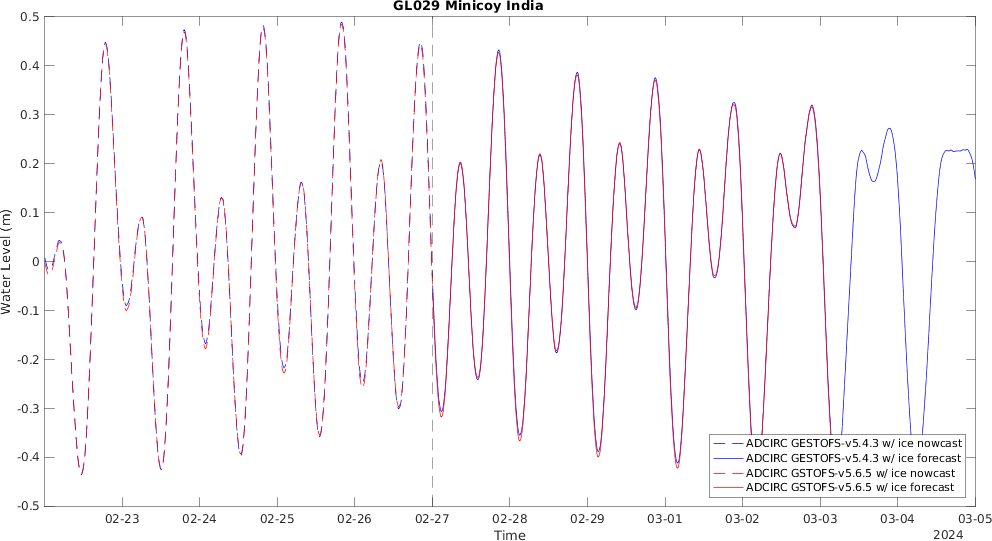 GL029 Minicoy India
0.5
0.4
0.3
0.2
0.1
0
-0.1
-0.2
-0.3
-0.4
-0.5
Water Level (m)
ADCIRC GESTOFS-v5.4.3 w/ ice nowcast
ADCIRC GESTOFS-v5.4.3 w/ ice forecast
ADCIRC GSTOFS-v5.6.5 w/ ice nowcast
ADCIRC GSTOFS-v5.6.5 w/ ice forecast
02-23 02-24 02-25 02-26 02-27 02-28 02-29 03-01 03-02 03-03 03-04 03-05
Time
2024